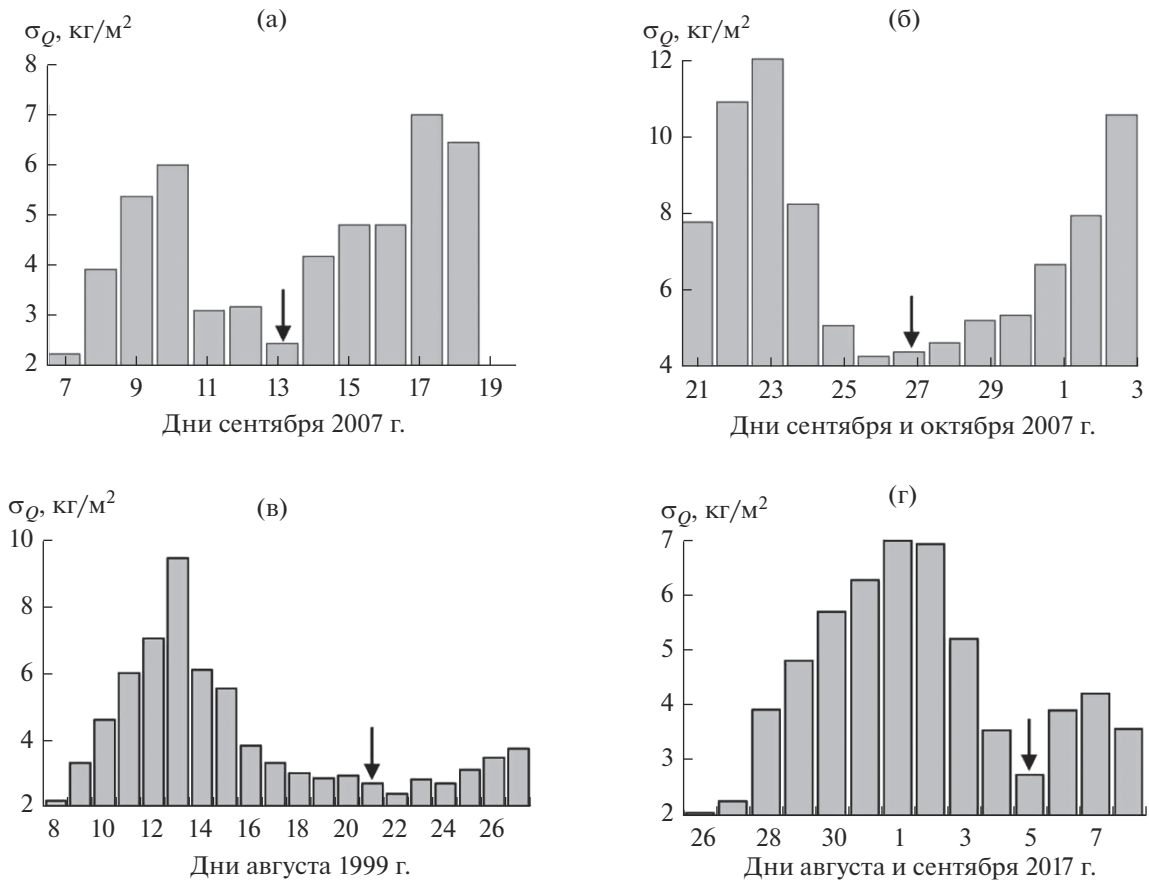 (а)
σQ, кг/м²
8
7
6
5
4
3
2
7 9 11 13 15 17 19
Дни сентября 2007 г.
(б)
12
10
8
6
4
21 23 25 27 29 1 3
Дни сентября и октября 2007 г.
(в)
σQ, кг/м²
10
8
6
4
2
8 10 12 14 16 18 20 22 24 26
Дни августа 1999 г.
(г)
σQ, кг/м²
7
6
5
4
3
2
26 28 30 1 3 5 7
Дни августа и сентября 2017 г.